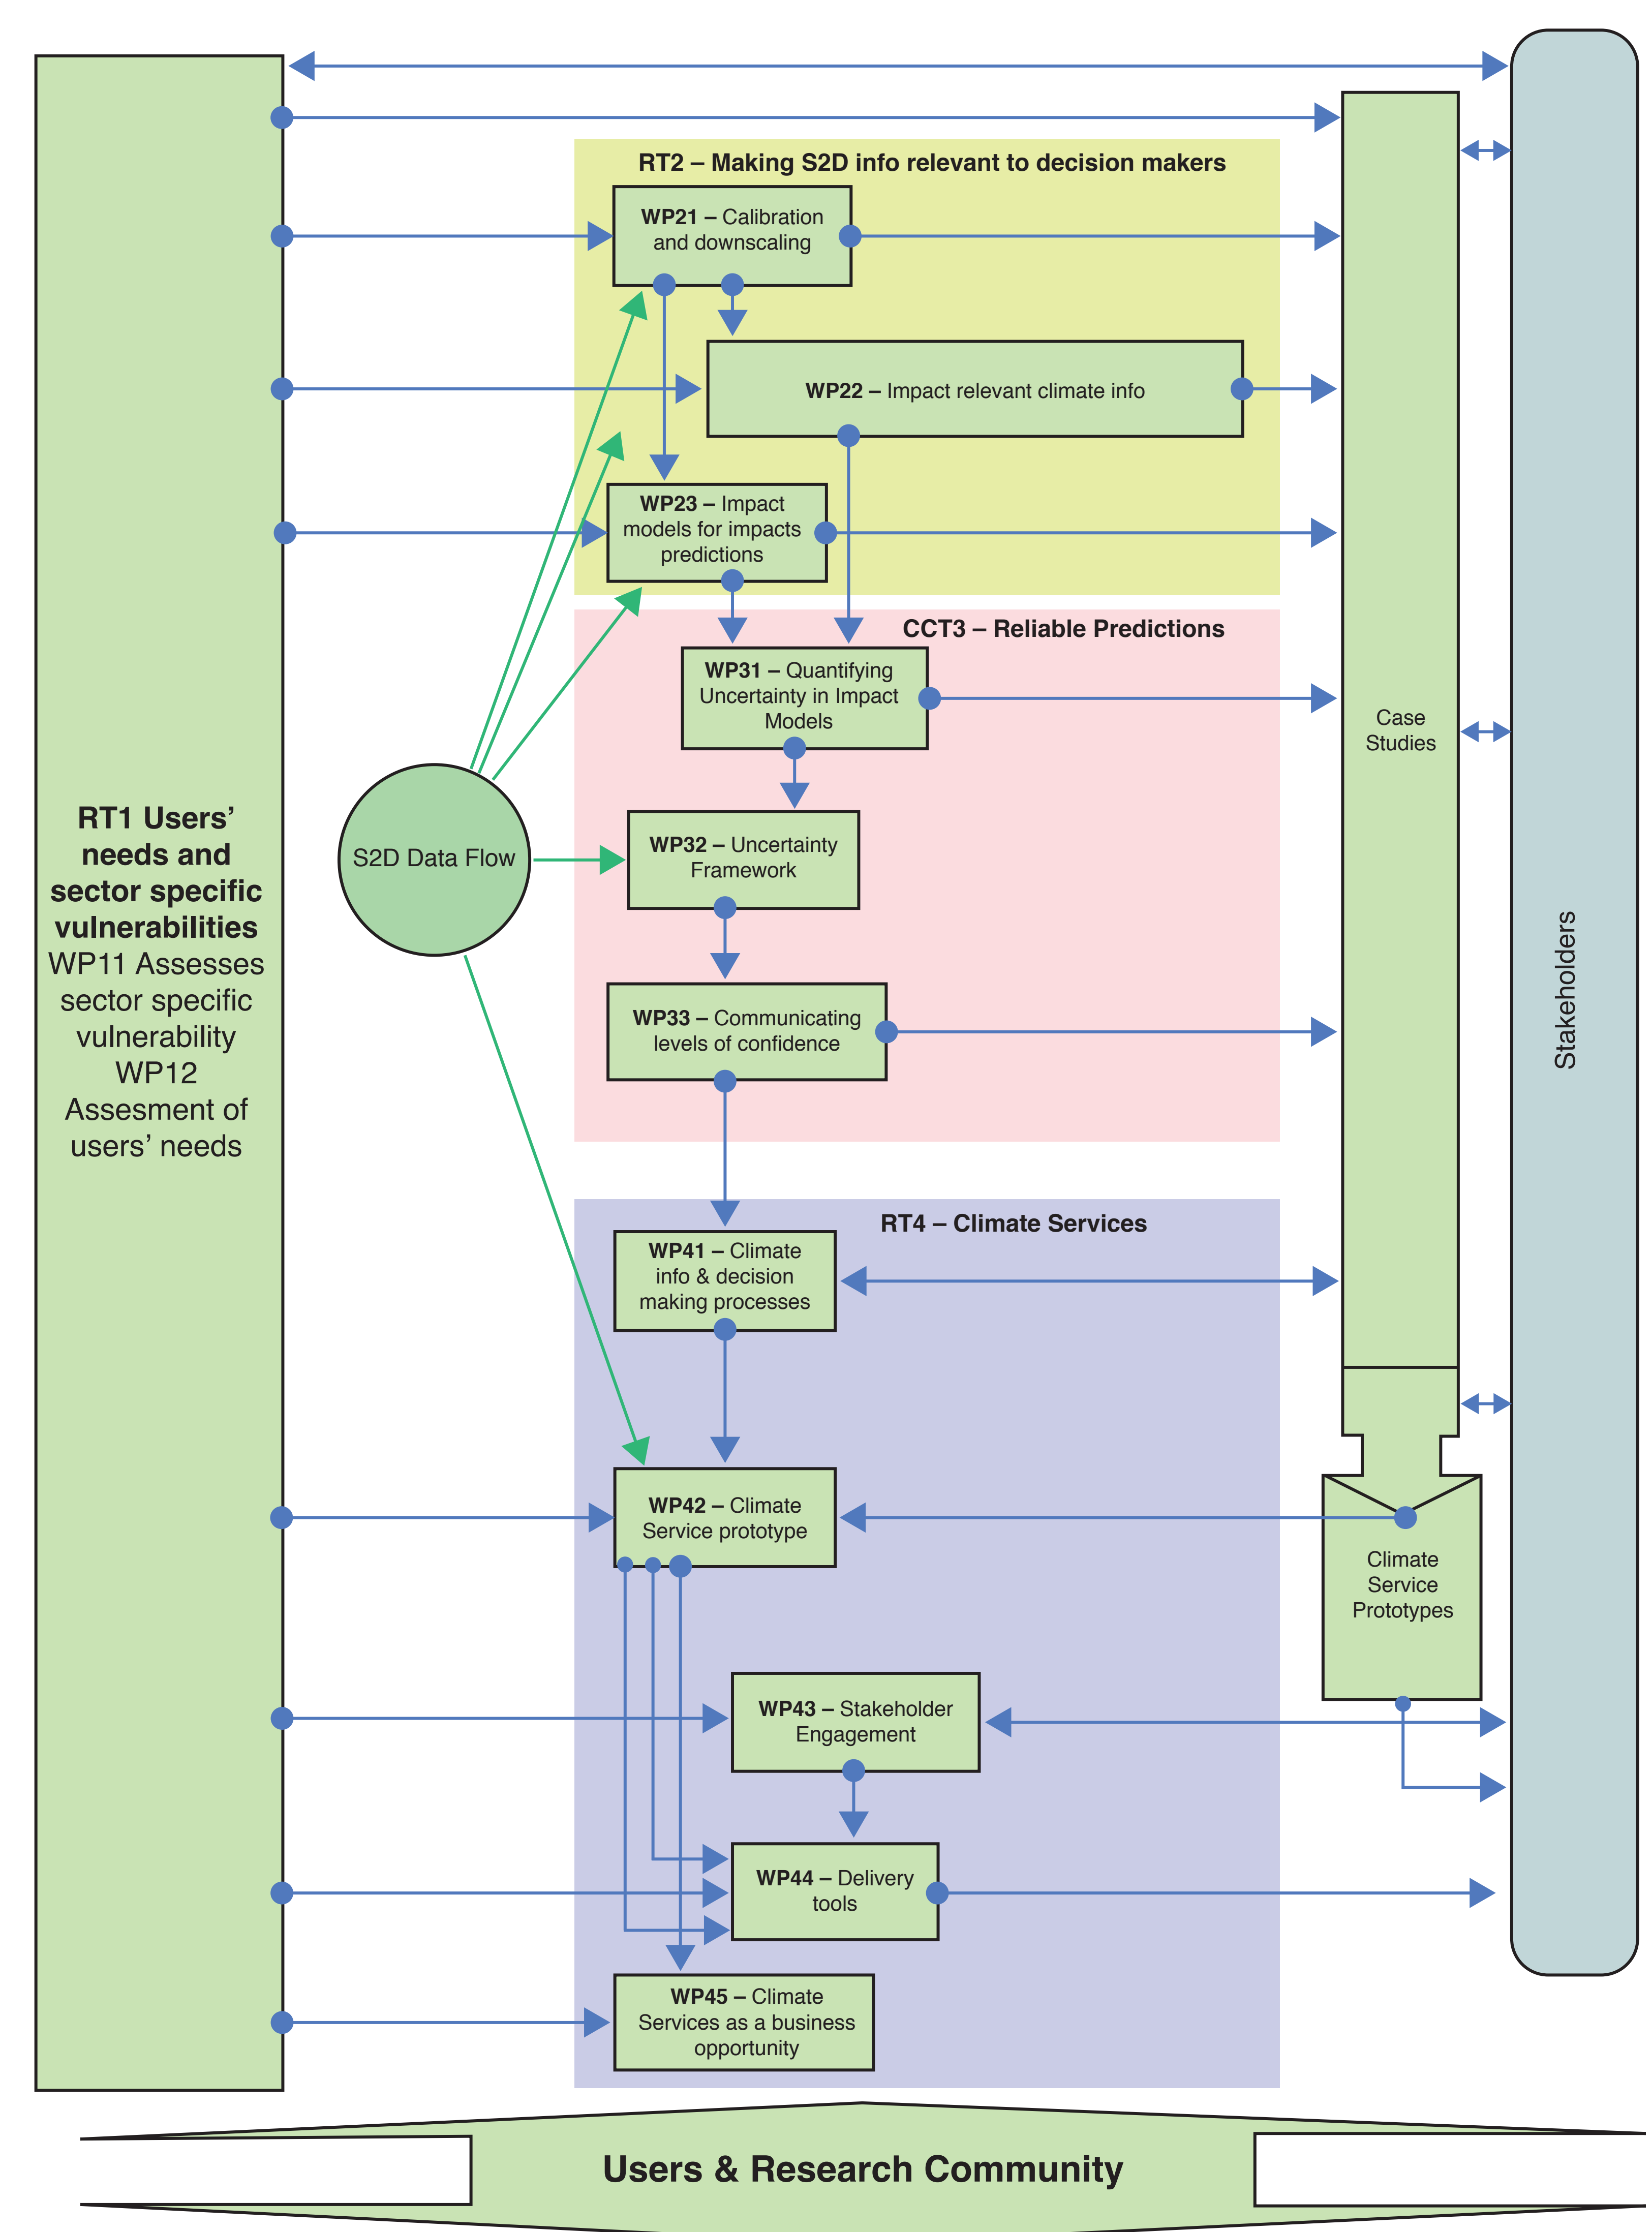 RT2 – Making S2D info relevant to decision makers
WP21 – Calibration
and downscaling
WP22 – Impact relevant climate info
WP23 – Impact
models for impacts
predictions
CCT3 – Reliable Predictions
WP31 – Quantifying
Uncertainty in Impact
Models
Case
Studies
RT1 Users’
needs and
sector specific
vulnerabilities
WP11 Assesses
sector specific
vulnerability
WP12
Assesment of
users’ needs
S2D Data Flow
WP32 – Uncertainty
Framework
Stakeholders
WP33 – Communicating
levels of confidence
RT4 – Climate Services
WP41 – Climate
info & decision
making processes
WP42 – Climate
Service prototype
Climate
Service
Prototypes
WP43 – Stakeholder
Engagement
WP44 – Delivery
tools
WP45 – Climate
Services as a business
opportunity
Users & Research Community